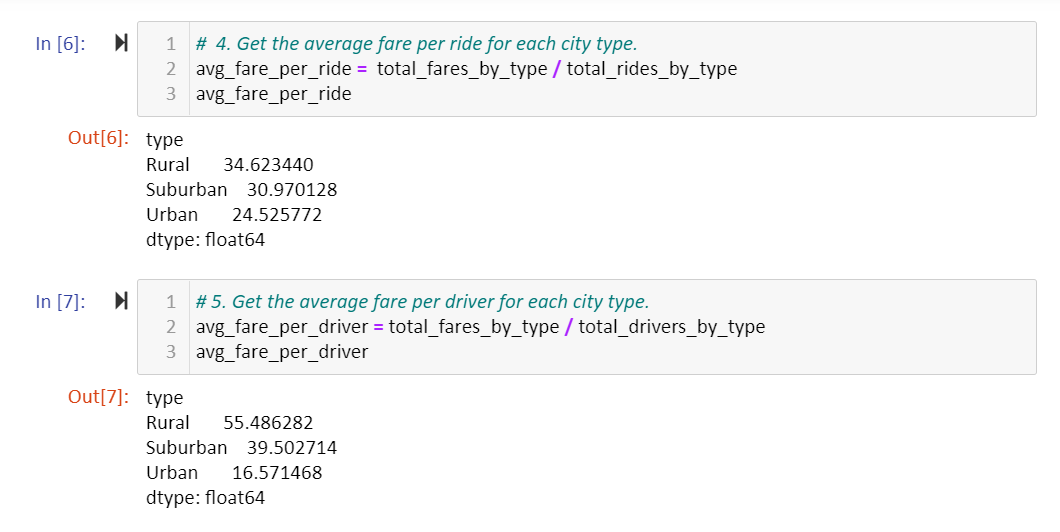 In [6]:
1 # 4. Get the average fare per ride for each city type.
2 avg_fare_per_ride = total_fares_by_type / total_rides_by_type
3 avg_fare_per_ride
Out[6]: type
Rural 34.623440
Suburban 30.970128
Urban 24.525772
dtype: float64
In [7]:
1 # 5. Get the average fare per driver for each city type.
2 avg_fare_per_driver = total_fares_by_type / total_drivers_by_type
3 avg_fare_per_driver
Out[7]: type
Rural 55.486282
Suburban 39.502714
Urban 16.571468
dtype: float64